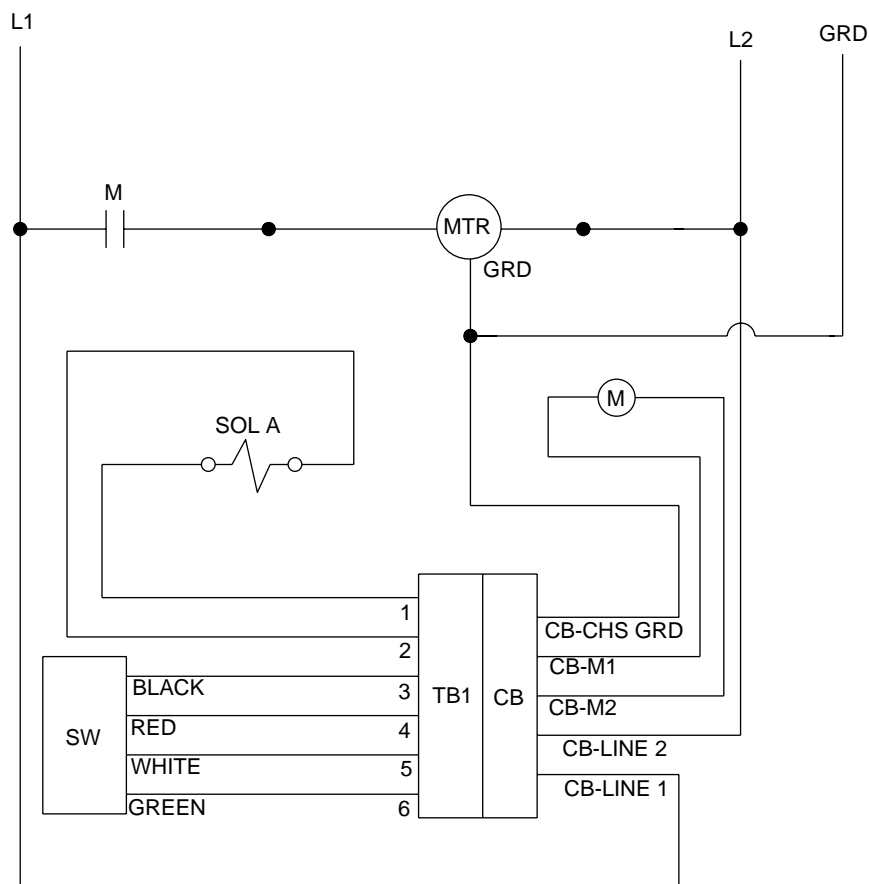 L1
L2
GRD
M
MTR
GRD
SOL A
M
1
CB-CHS GRD
2
CB-M1
BLACK
3
TB1
CB
CB-M2
RED
4
SW
CB-LINE 2
WHITE
5
CB-LINE 1
GREEN
6